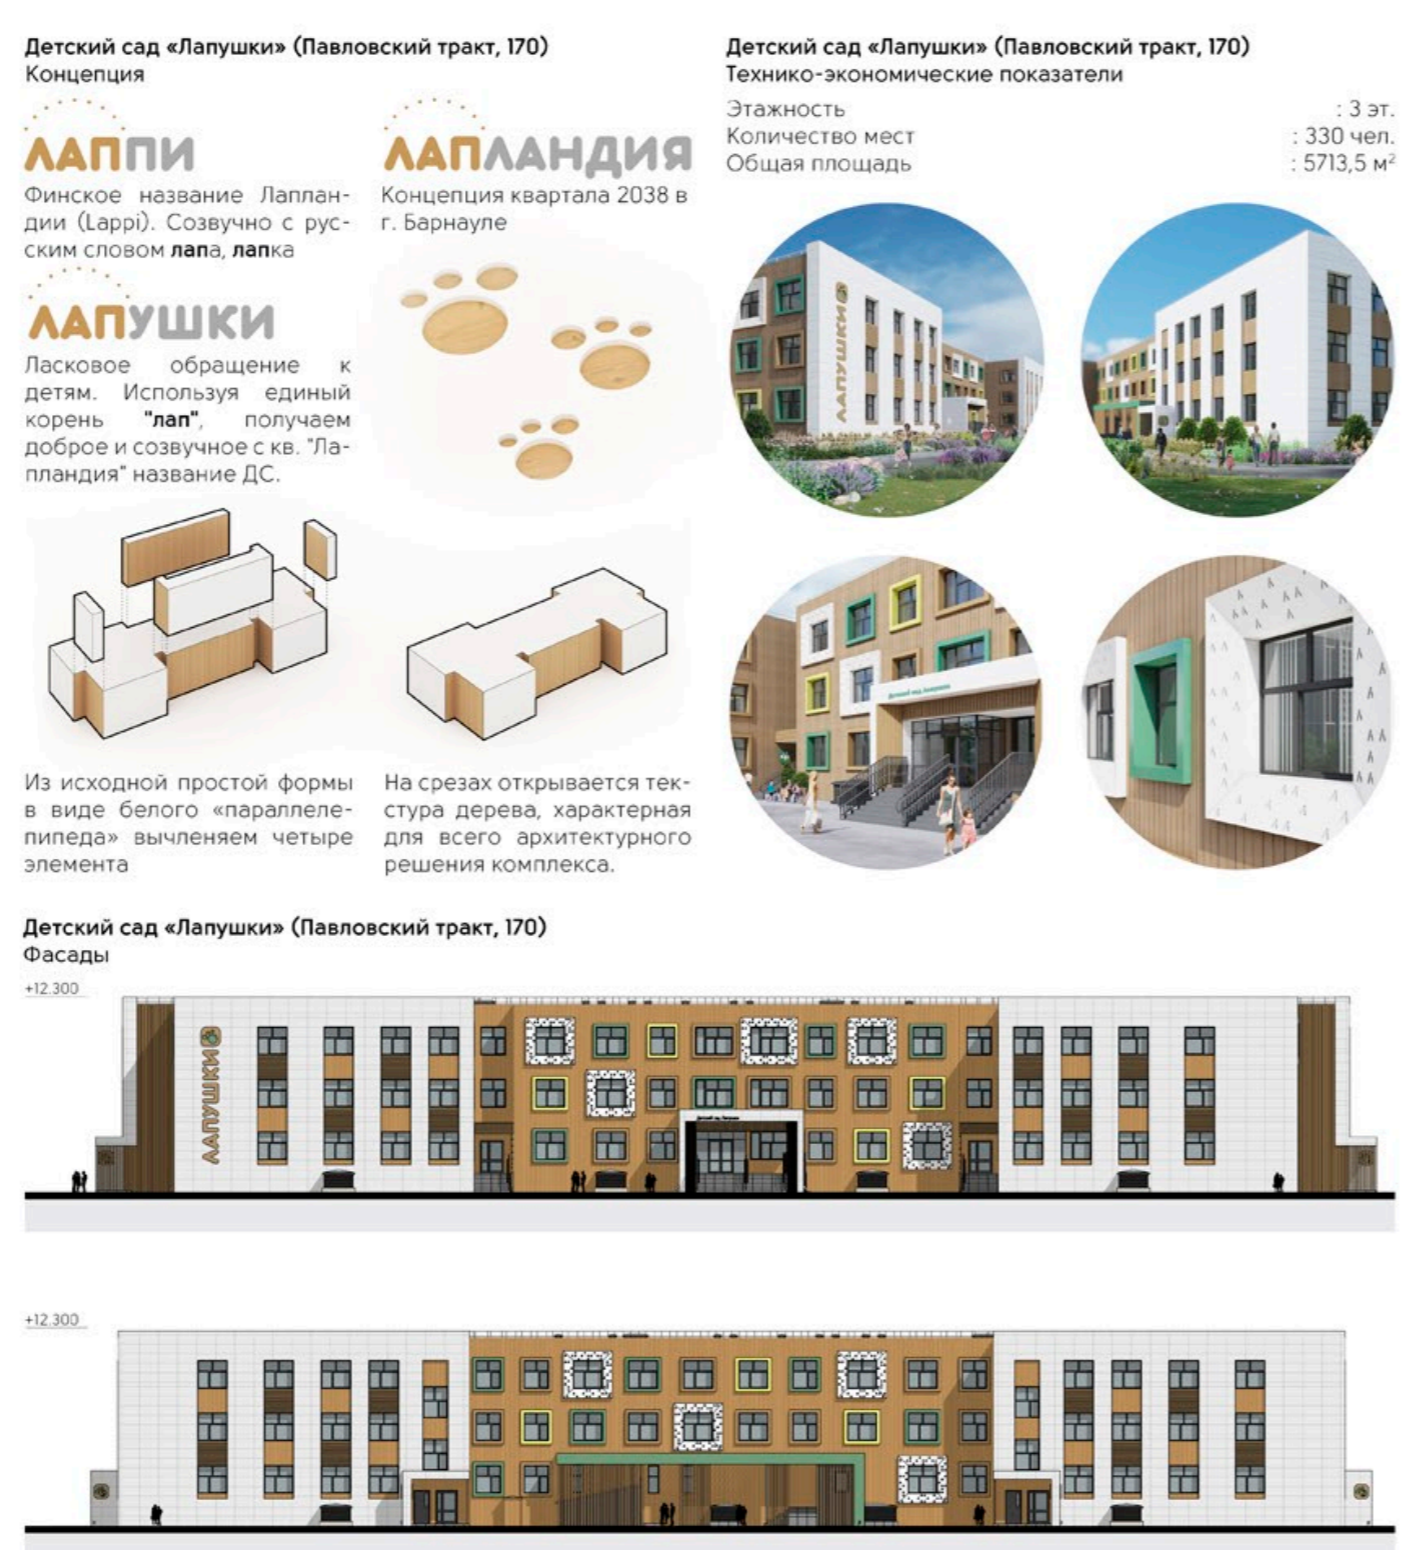 Детский сад «Лапушки» (Павловский тракт, 170)
Концепция
ЛАППИ
Финское название Лаплан-
дии (Lappi). Созвучно с рус-
ским словом лапа, лапка
ЛАПЛАНДИЯ
Концепция квартала 2038 в
г. Барнауле
ЛАПУШКИ
Ласковое обращение к
детям. Используя единый
корень "лап", получаем
доброе и созвучное с кв. "Ла-
пландия" название ДС.
Из исходной простой формы
в виде белого «параллеле-
пипеда» вычленяем четыре
элемента
На срезах открывается тек-
стура дерева, характерная
для всего архитектурного
решения комплекса.
Детский сад «Лапушки» (Павловский тракт, 170)
Технико-экономические показатели
Этажность : 3 эт.
Количество мест : 330 чел.
Общая площадь : 5713,5 м²
ЛАПУШКИ
Детский сад Лапушки
Детский сад «Лапушки» (Павловский тракт, 170)
Фасады
+12.300
ЛАПУШКИ
+12.300